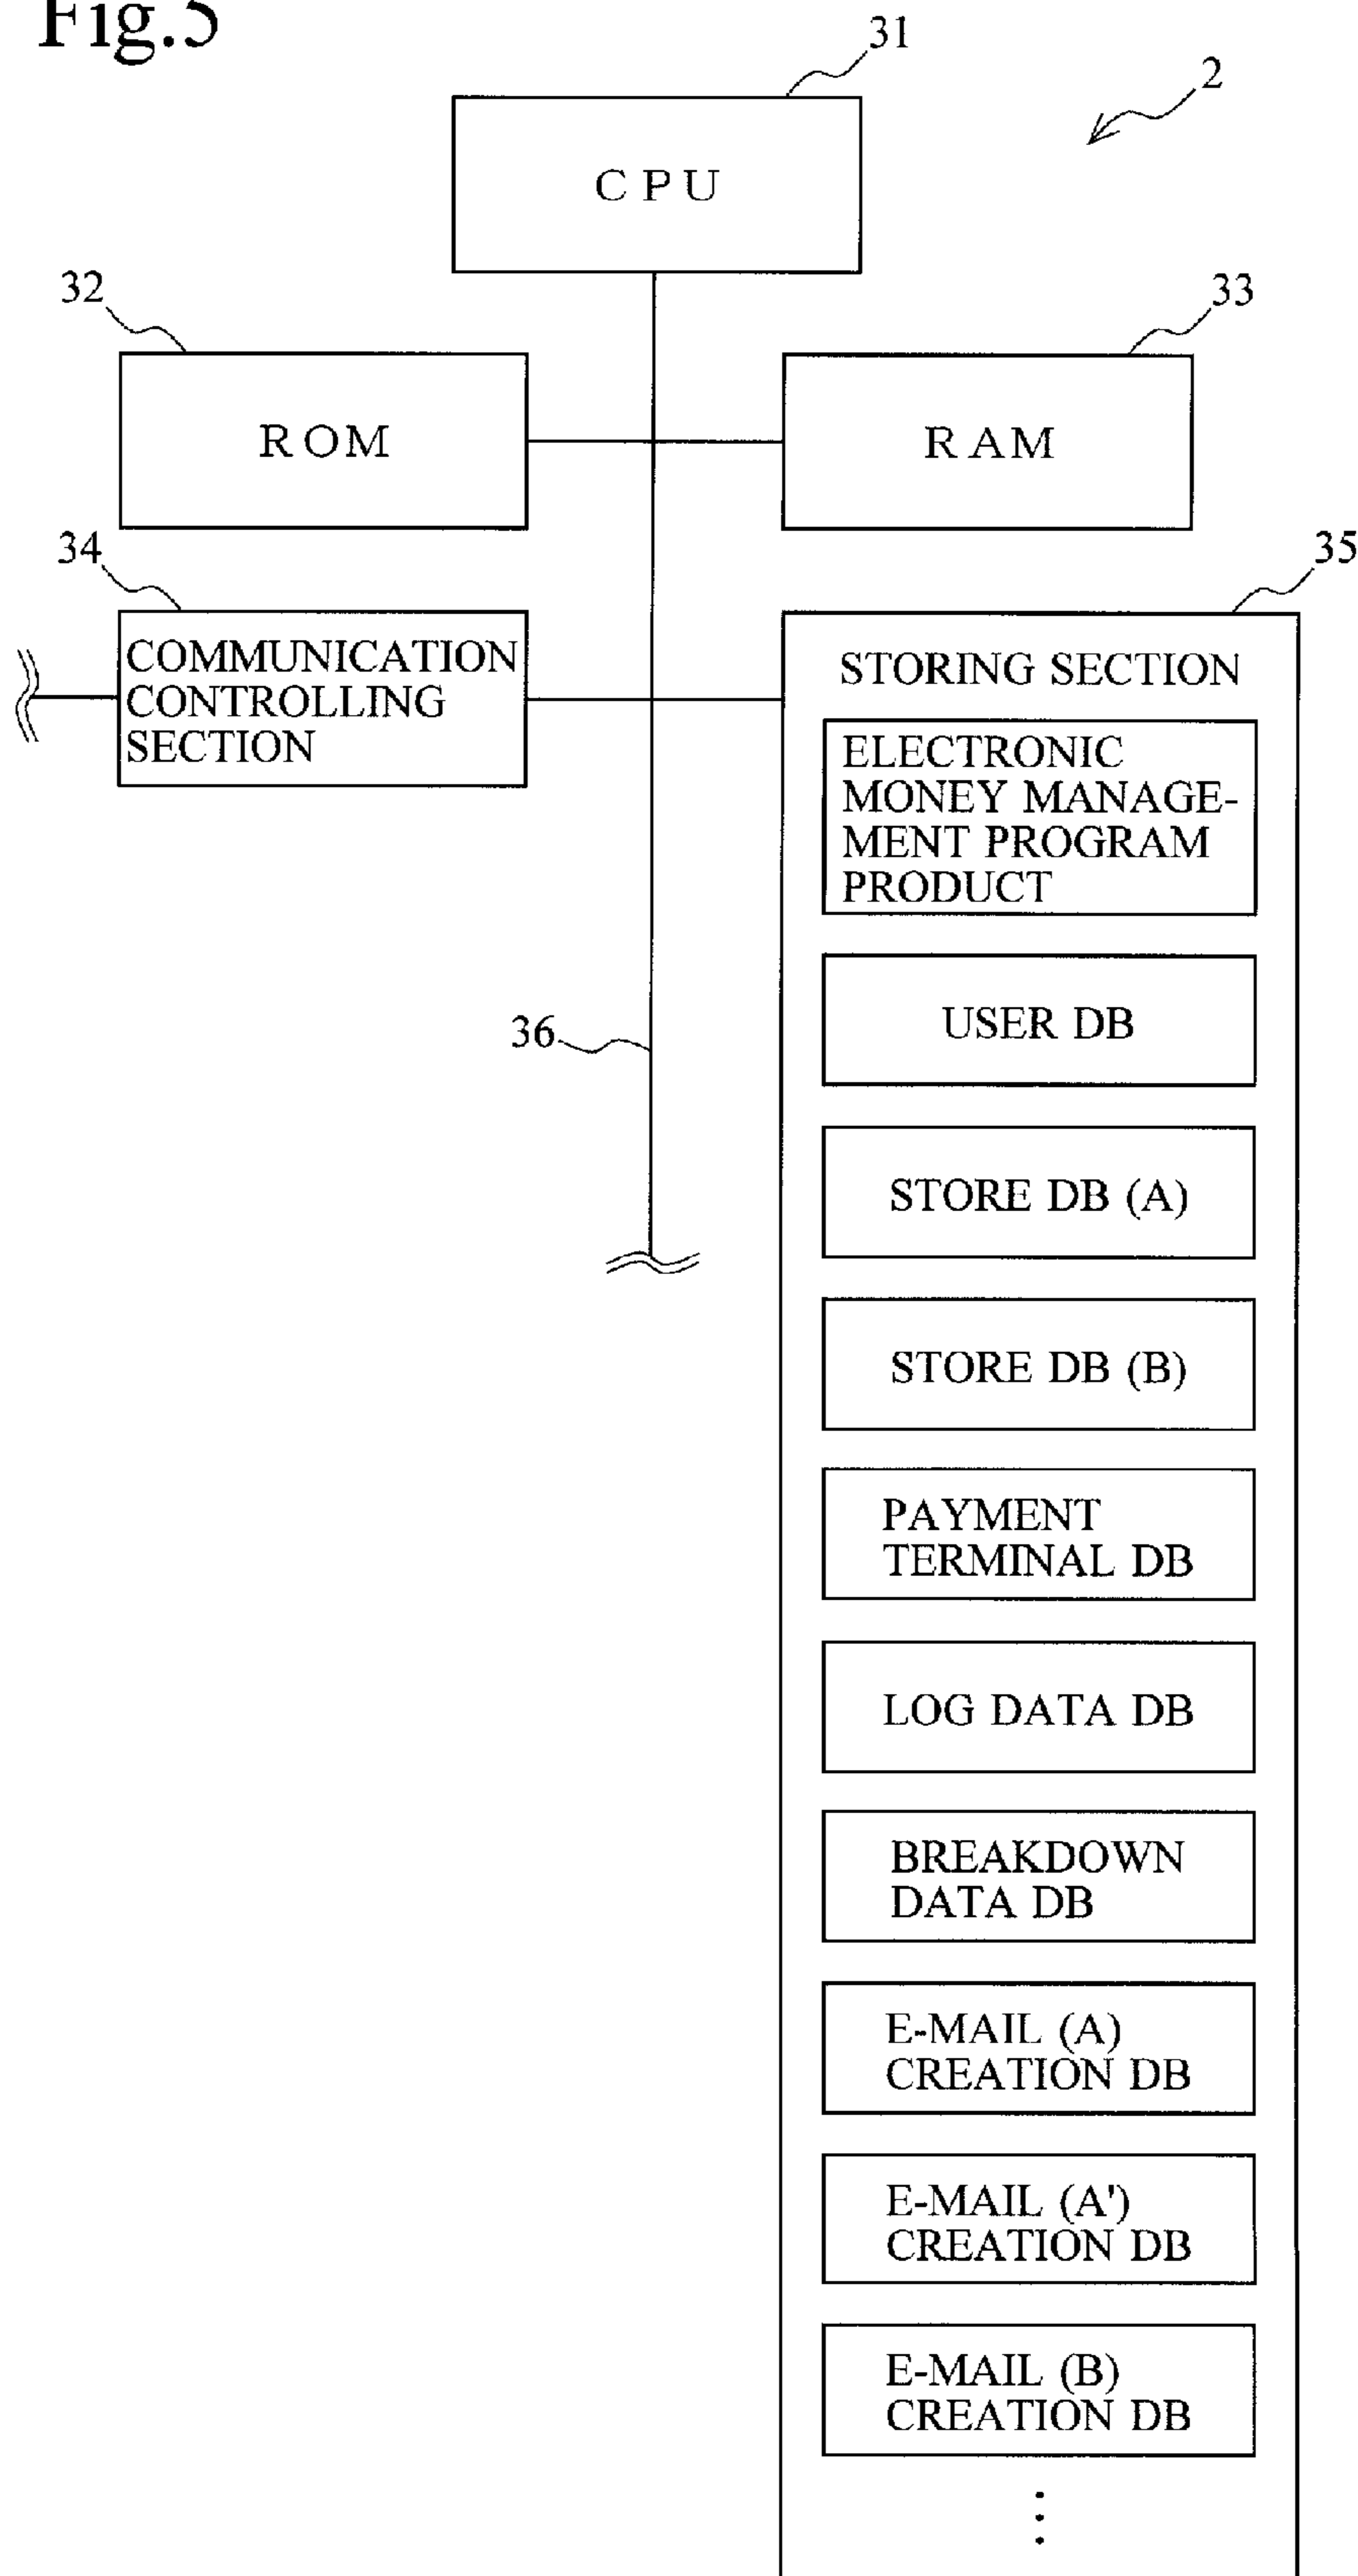 Fig.5
31
2
CPU
32
33
ROM
RAM
34
35
COMMUNICATION
CONTROLLING
SECTION
STORING SECTION
ELECTRONIC
MONEY MANAGE-
MENT PROGRAM
PRODUCT
USER DB
36
STORE DB (A)
STORE DB (B)
PAYMENT
TERMINAL DB
LOG DATA DB
BREAKDOWN
DATA DB
E-MAIL (A)
CREATION DB
E-MAIL (A')
CREATION DB
E-MAIL (B)
CREATION DB